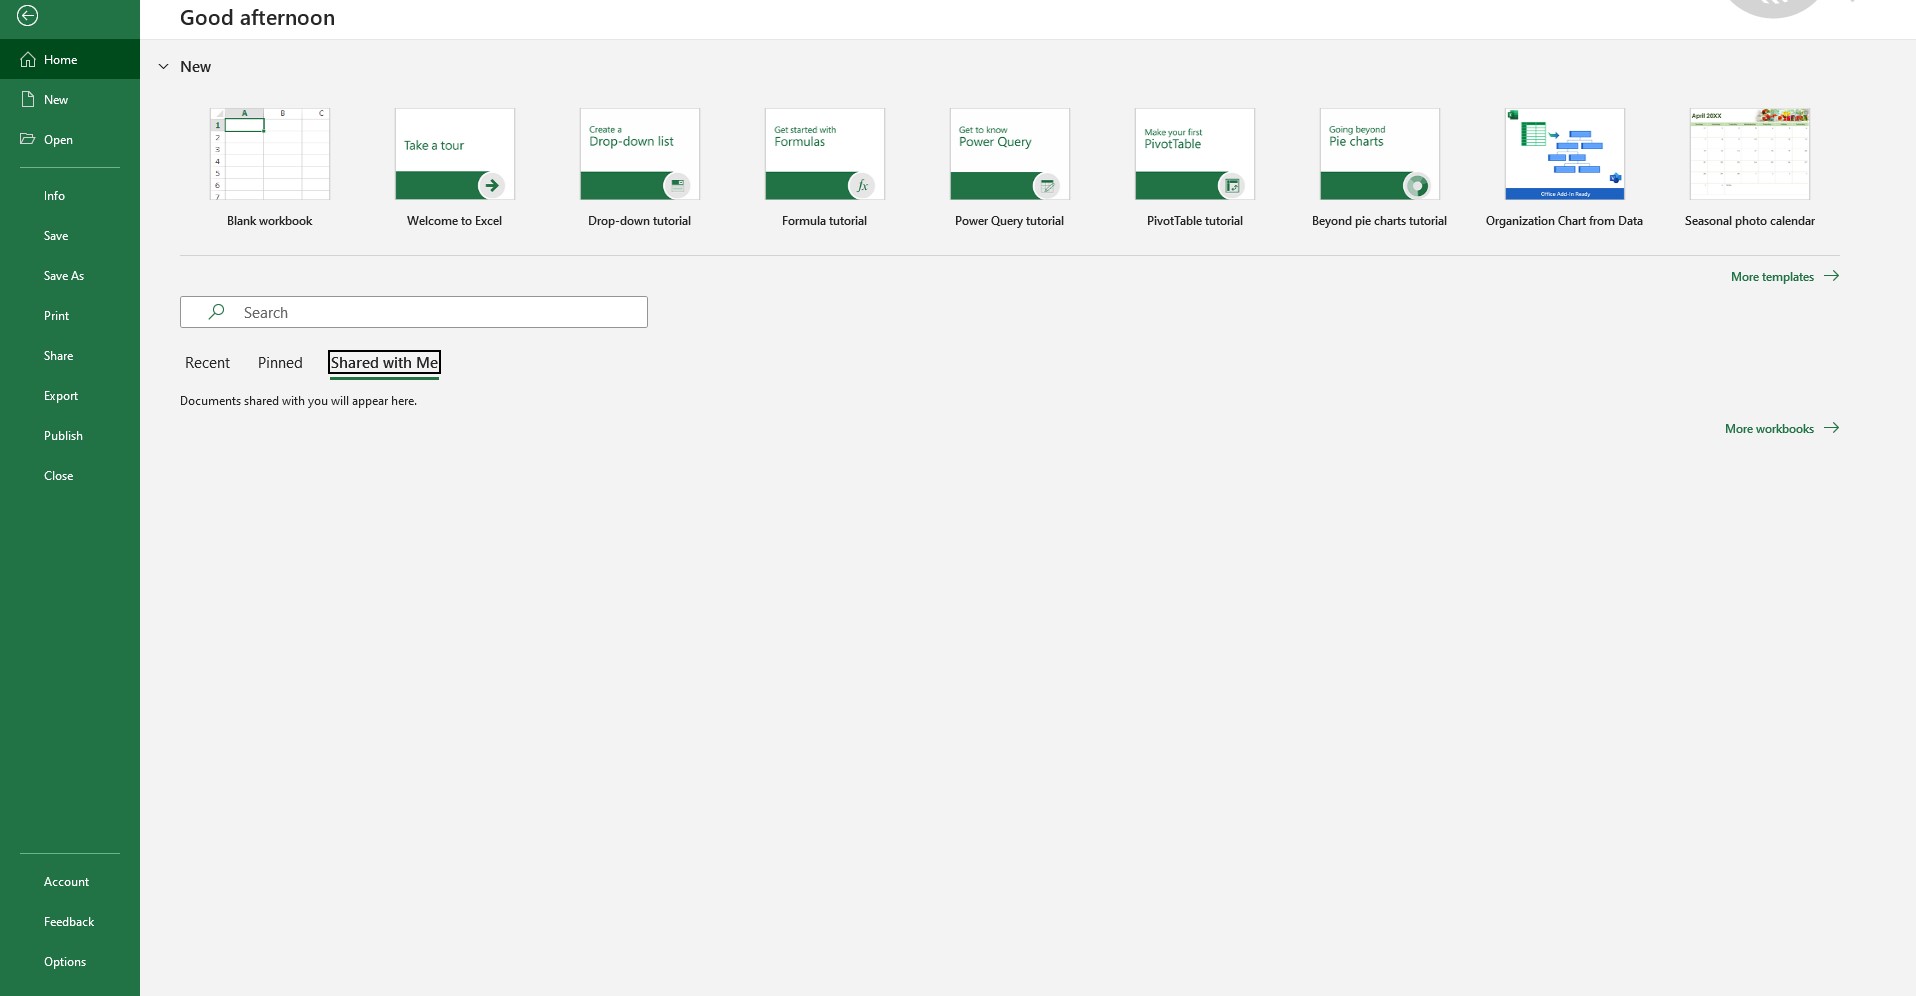 Good afternoon
Home
New
Open
Info
Save
Save As
Print
Share
Export
Publish
Close
Account
Feedback
Options
New
A B C
1
2
3
4
5
6
7
Blank workbook
Take a tour
Welcome to Excel
Create a
Drop-down list
Drop-down tutorial
Get started with
Formulas
fx
Formula tutorial
Get to know
Power Query
Power Query tutorial
Make your first
PivotTable
PivotTable tutorial
Going beyond
Pie charts
Beyond pie charts tutorial
Office Add-In Ready
Organization Chart from Data
April 20XX
Seasonal photo calendar
More templates
Search
Recent Pinned Shared with Me
Documents shared with you will appear here.
More workbooks